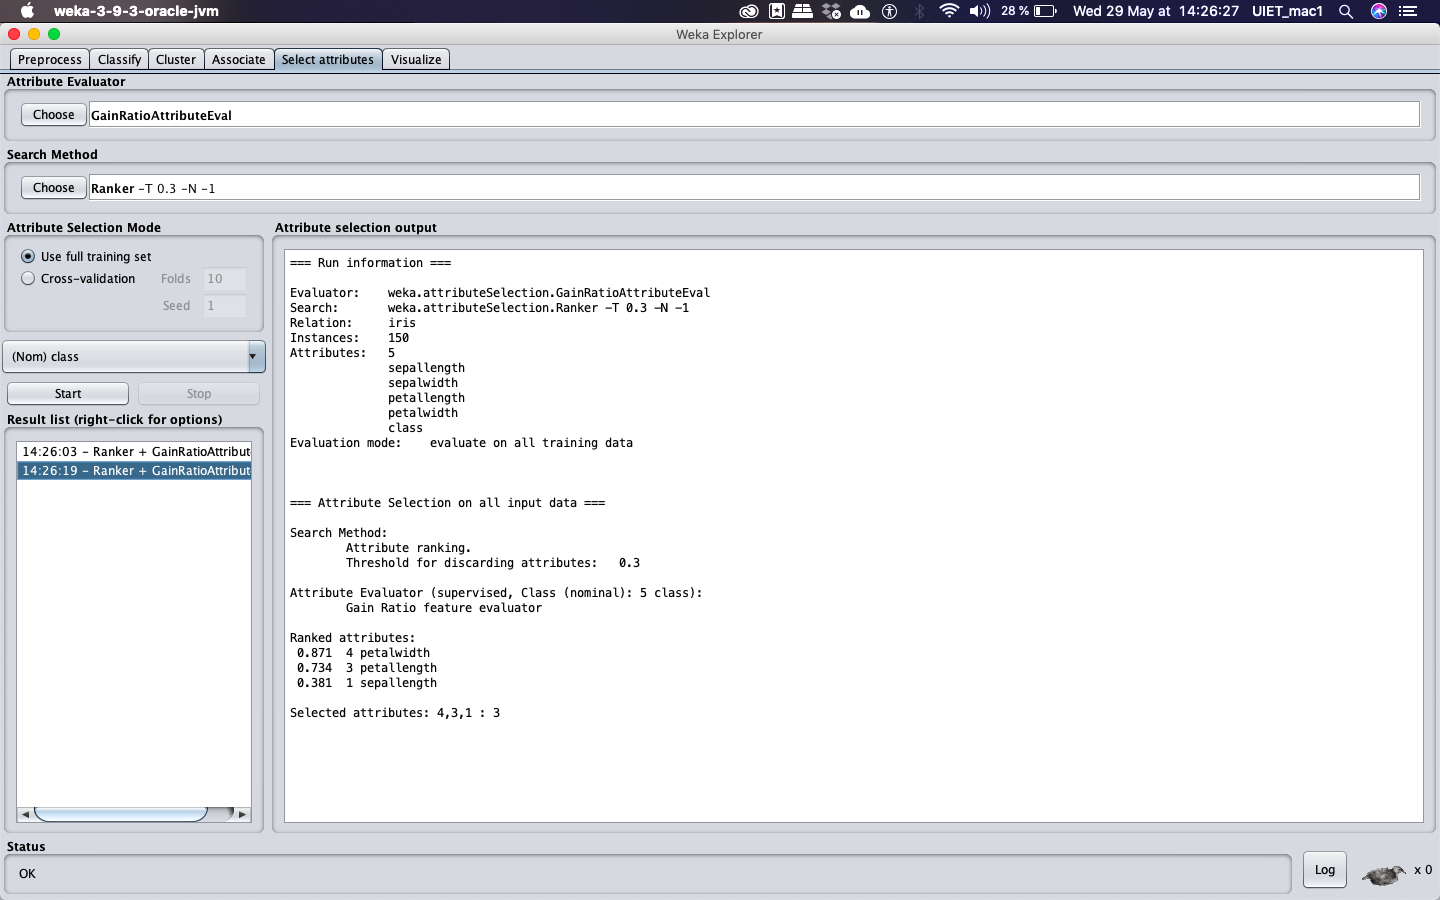 weka-3-9-3-oracle-jvm
28 %
Wed 29 May at 14:26:27
UIET_mac1
Weka Explorer
Preprocess
Classify
Cluster
Associate
Select attributes
Visualize
Attribute Evaluator
Choose
GainRatioAttributeEval
Search Method
Choose
Ranker -T 0.3 -N -1
Attribute Selection Mode
Use full training set
Cross-validation
Folds
10
Seed
1
(Nom) class
Start
Stop
Result list (right-click for options)
14:26:03 - Ranker + GainRatioAttribut
14:26:19 - Ranker + GainRatioAttribut
Attribute selection output
=== Run information ===
Evaluator: weka.attributeSelection.GainRatioAttributeEval
Search: weka.attributeSelection.Ranker -T 0.3 -N -1
Relation: iris
Instances: 150
Attributes: 5
sepallength
sepalwidth
petallength
petalwidth
class
Evaluation mode: evaluate on all training data
=== Attribute Selection on all input data ===
Search Method:
Attribute ranking.
Threshold for discarding attributes: 0.3
Attribute Evaluator (supervised, Class (nominal): 5 class):
Gain Ratio feature evaluator
Ranked attributes:
0.871 4 petalwidth
0.734 3 petallength
0.381 1 sepallength
Selected attributes: 4,3,1 : 3
Status
OK
Log
x 0